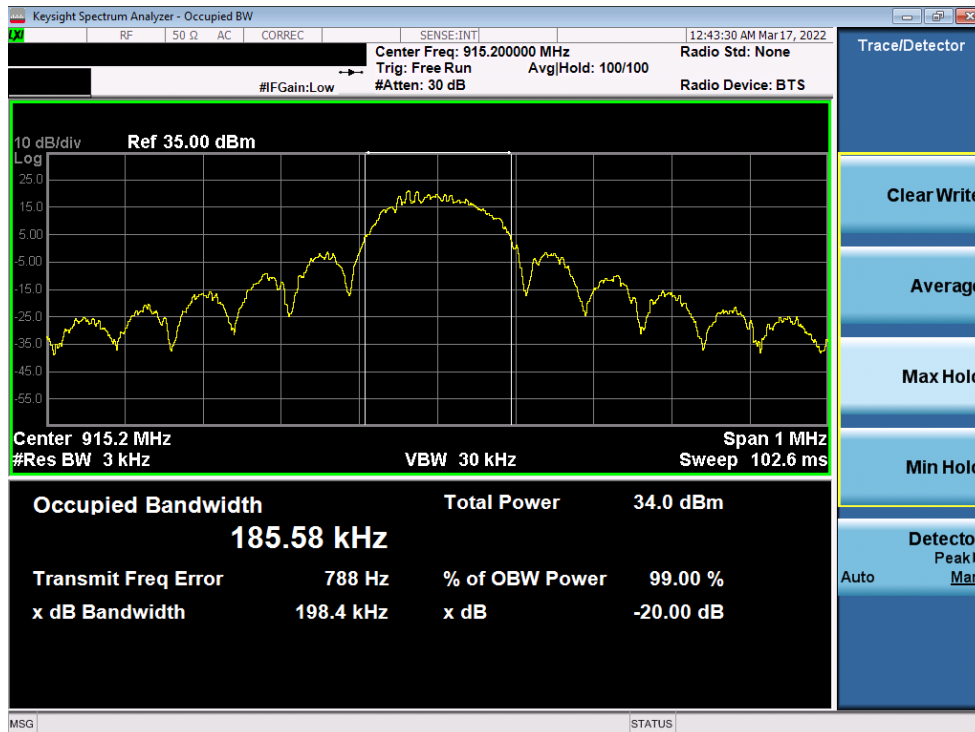 Keysight Spectrum Analyzer - Occupied BW
LXI RF 50 Ω AC CORREC SENSE:INT 12:43:30 AM Mar 17, 2022
Center Freq: 915.200000 MHz Radio Std: None
Trig: Free Run Avg|Hold: 100/100
#IFGain:Low #Atten: 30 dB Radio Device: BTS
Trace/Detector
10 dB/div Ref 35.00 dBm
Log
25.0
15.0
5.00
-5.00
-15.0
-25.0
-35.0
-45.0
-55.0
Center 915.2 MHz Span 1 MHz
#Res BW 3 kHz VBW 30 kHz Sweep 102.6 ms
Occupied Bandwidth Total Power 34.0 dBm
185.58 kHz
Transmit Freq Error 788 Hz % of OBW Power 99.00 %
x dB Bandwidth 198.4 kHz x dB -20.00 dB
Clear Write
Average
Max Hold
Min Hold
Detecto
Peak
Auto Man
MSG STATUS